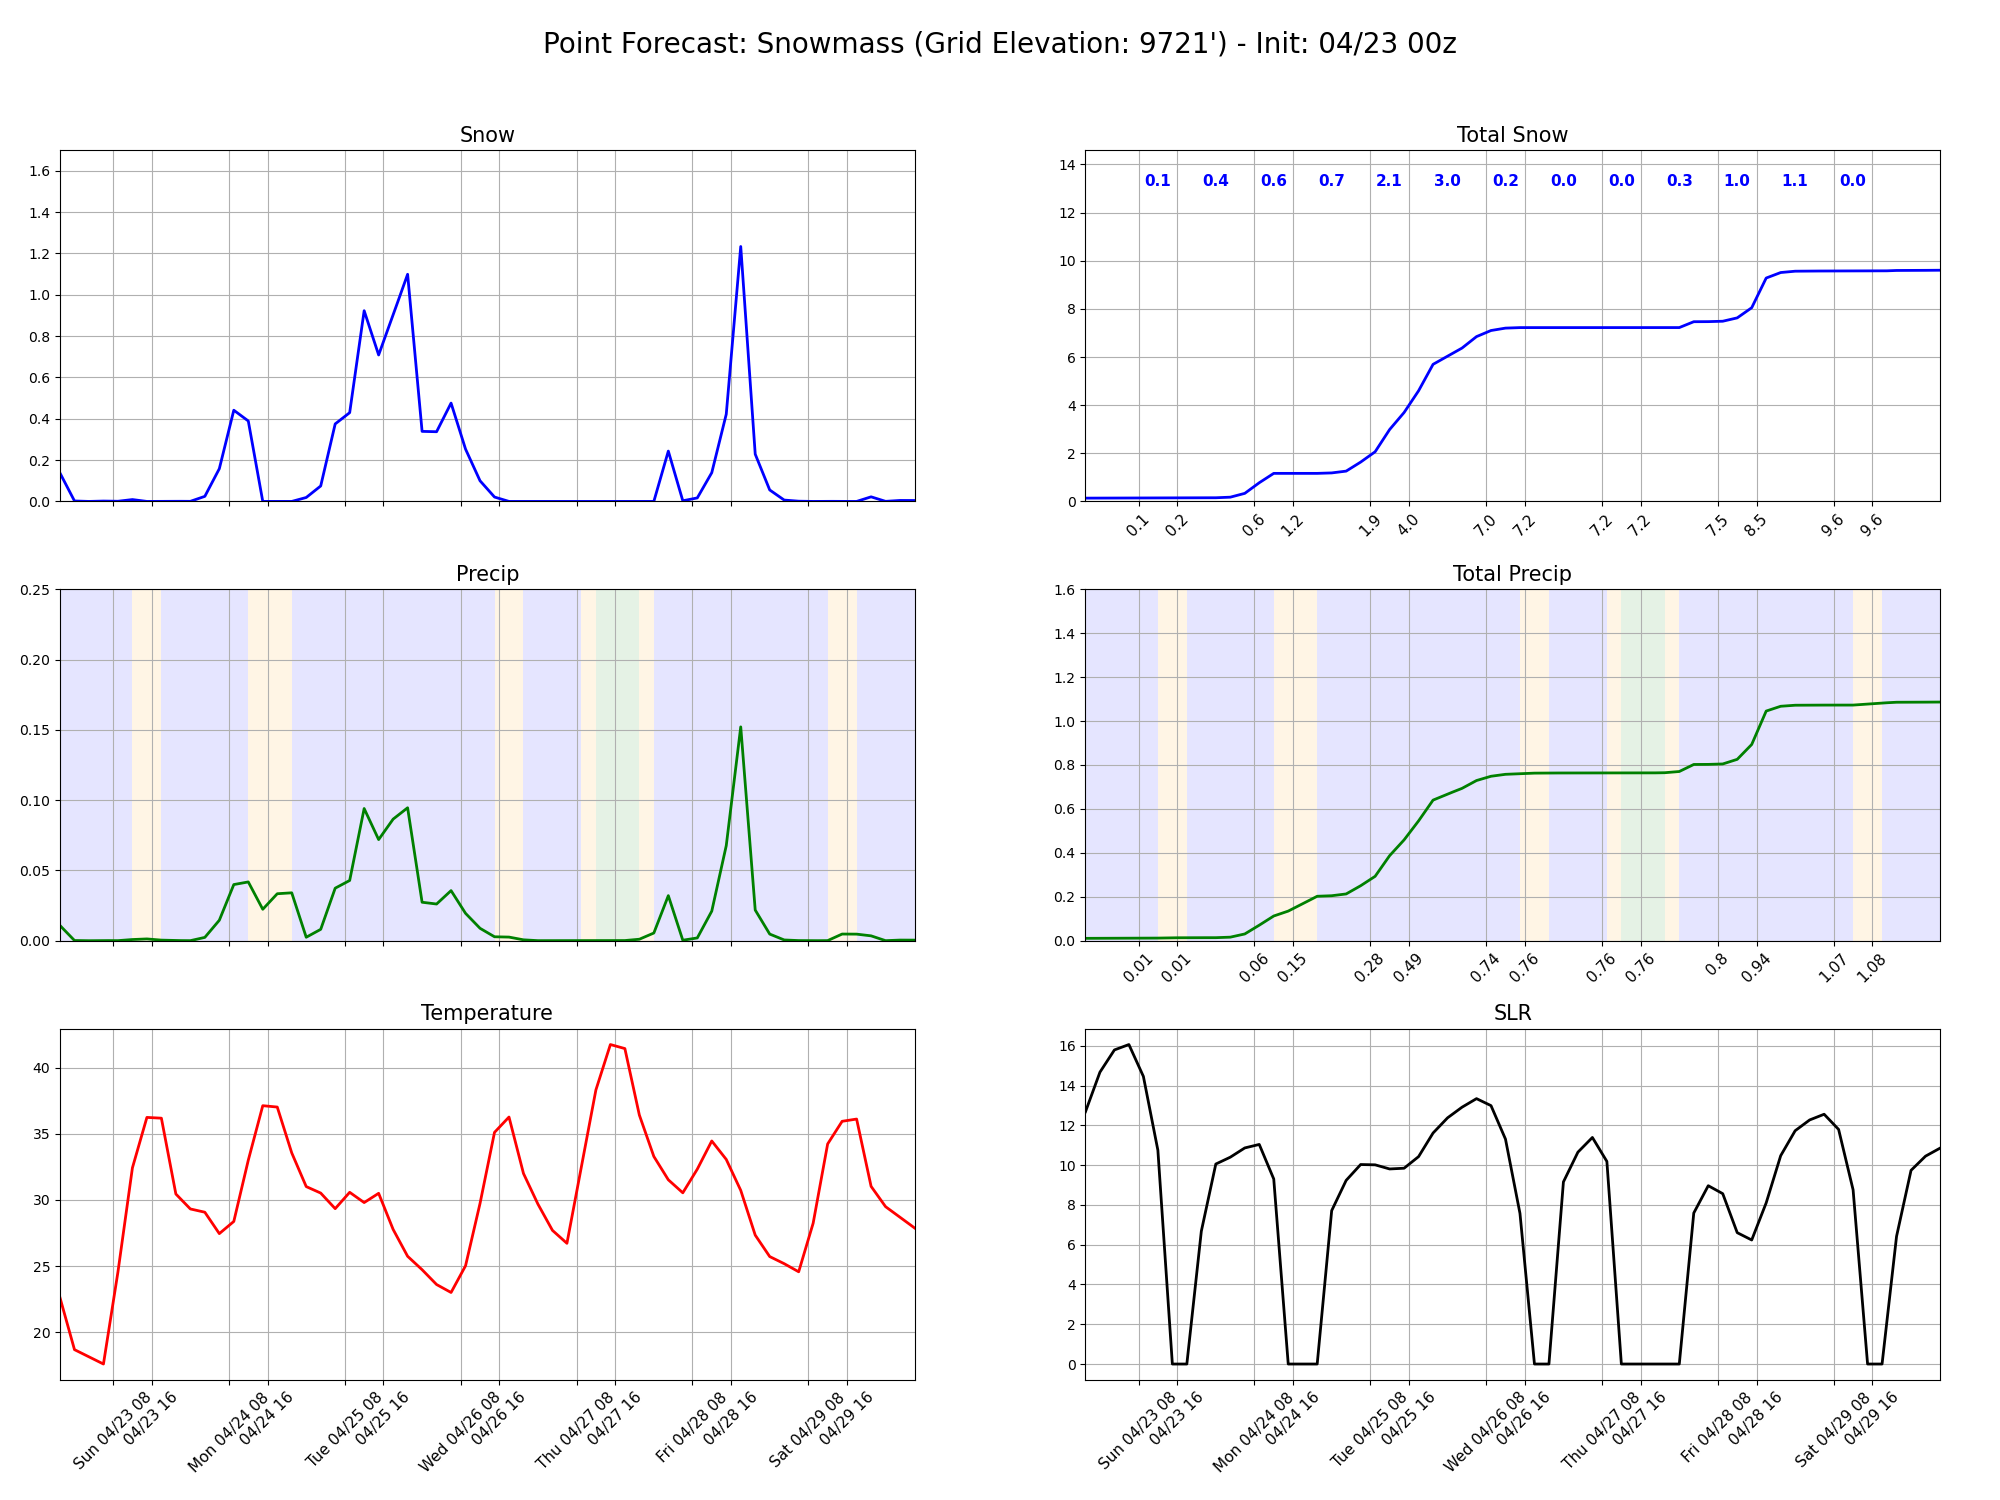 Point Forecast: Snowmass (Grid Elevation: 9721') - Init: 04/23 00z
Snow
1.6
1.4
1.2
1.0
0.8
0.6
0.4
0.2
0.0
Total Snow
0.1 0.4 0.6 0.7 2.1 3.0 0.2 0.0 0.0 0.3 1.0 1.1 0.0
14
12
10
8
6
4
2
0
0.1 0.2 0.6 1.2 1.9 4.0 7.0 7.2 7.2 7.2 7.5 8.5 9.6 9.6
Precip
0.25
0.20
0.15
0.10
0.05
0.00
Total Precip
1.6
1.4
1.2
1.0
0.8
0.6
0.4
0.2
0.0
0.01 0.01 0.06 0.15 0.28 0.49 0.74 0.76 0.76 0.76 0.8 0.94 1.07 1.08
Temperature
40
35
30
25
20
Sun 04/23 08
04/23 16
Mon 04/24 08
04/24 16
Tue 04/25 08
04/25 16
Wed 04/26 08
04/26 16
Thu 04/27 08
04/27 16
Fri 04/28 08
04/28 16
Sat 04/29 08
04/29 16
SLR
16
14
12
10
8
6
4
2
0
Sun 04/23 08
04/23 16
Mon 04/24 08
04/24 16
Tue 04/25 08
04/25 16
Wed 04/26 08
04/26 16
Thu 04/27 08
04/27 16
Fri 04/28 08
04/28 16
Sat 04/29 08
04/29 16